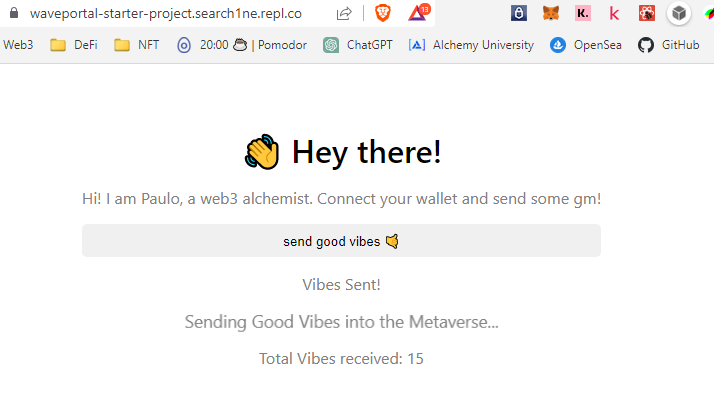 waveportal-starter-project.search1ne.repl.co 13 K. k
Web3 DeFi NFT 20:00 ☕ | Pomodor ChatGPT [A] Alchemy University OpenSea GitHub
👋 Hey there!
Hi! I am Paulo, a web3 alchemist. Connect your wallet and send some gm!
send good vibes 🤙
Vibes Sent!
Sending Good Vibes into the Metaverse...
Total Vibes received: 15